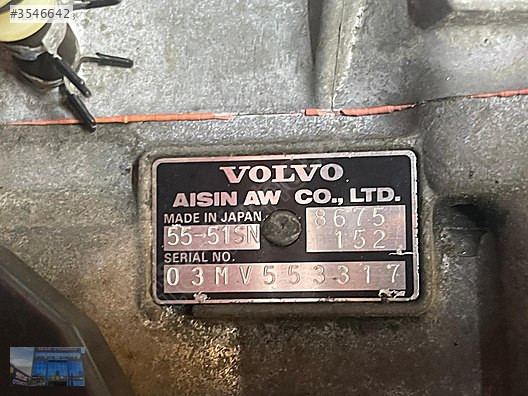 #3546642
VOLVO
AISIN AW CO., LTD.
MADE IN JAPAN 8675
55-51SN 152
SERIAL NO.
03MV553317